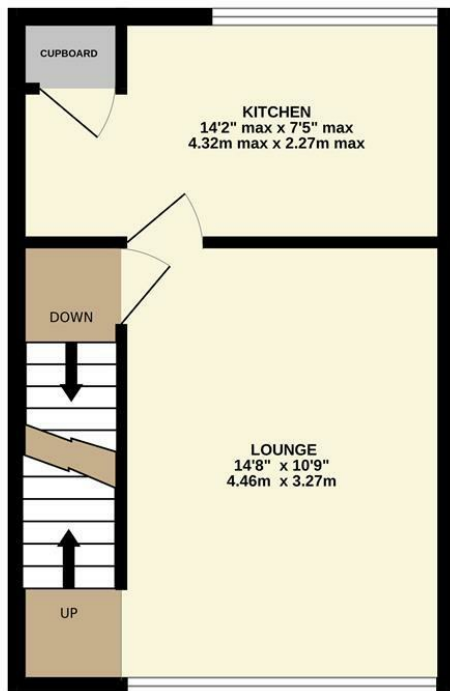 CUPBOARD
KITCHEN
14'2" max x 7'5" max
4.32m max x 2.27m max
DOWN
LOUNGE
14'8" x 10'9"
4.46m x 3.27m
UP